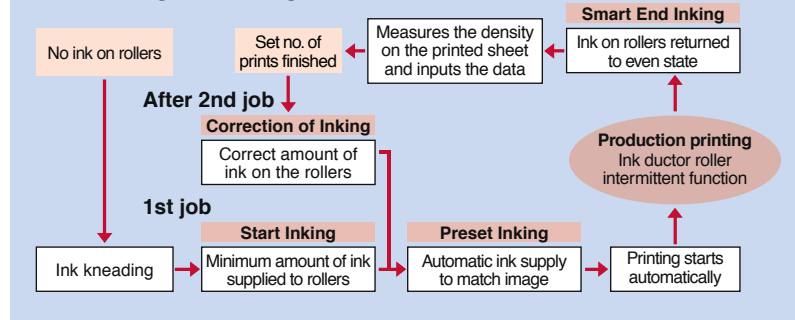 Smart End Inking
No ink on rollers
Set no. of
prints finished
Measures the density
on the printed sheet
and inputs the data
Ink on rollers returned
to even state
After 2nd job
Correction of Inking
Correct amount of
ink on the rollers
Production printing
Ink ductor roller
intermittent function
1st job
Start Inking
Preset Inking
Ink kneading
Minimum amount of ink
supplied to rollers
Automatic ink supply
to match image
Printing starts
automatically